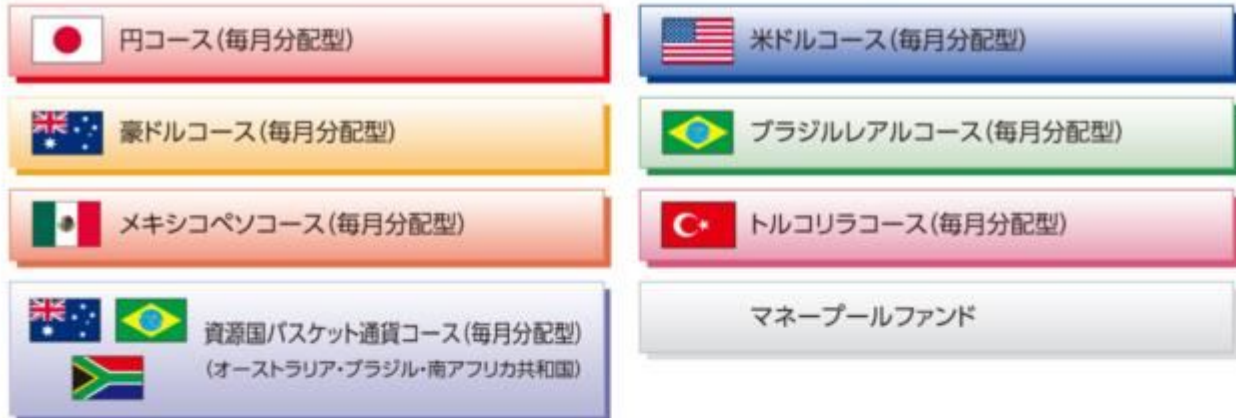 円コース(毎月分配型)
米ドルコース(毎月分配型)
豪ドルコース(毎月分配型)
ブラジルレアルコース(毎月分配型)
メキシコペソコース(毎月分配型)
トルコリラコース(毎月分配型)
資源国バスケット通貨コース(毎月分配型)
(オーストラリア・ブラジル・南アフリカ共和国)
マネープールファンド